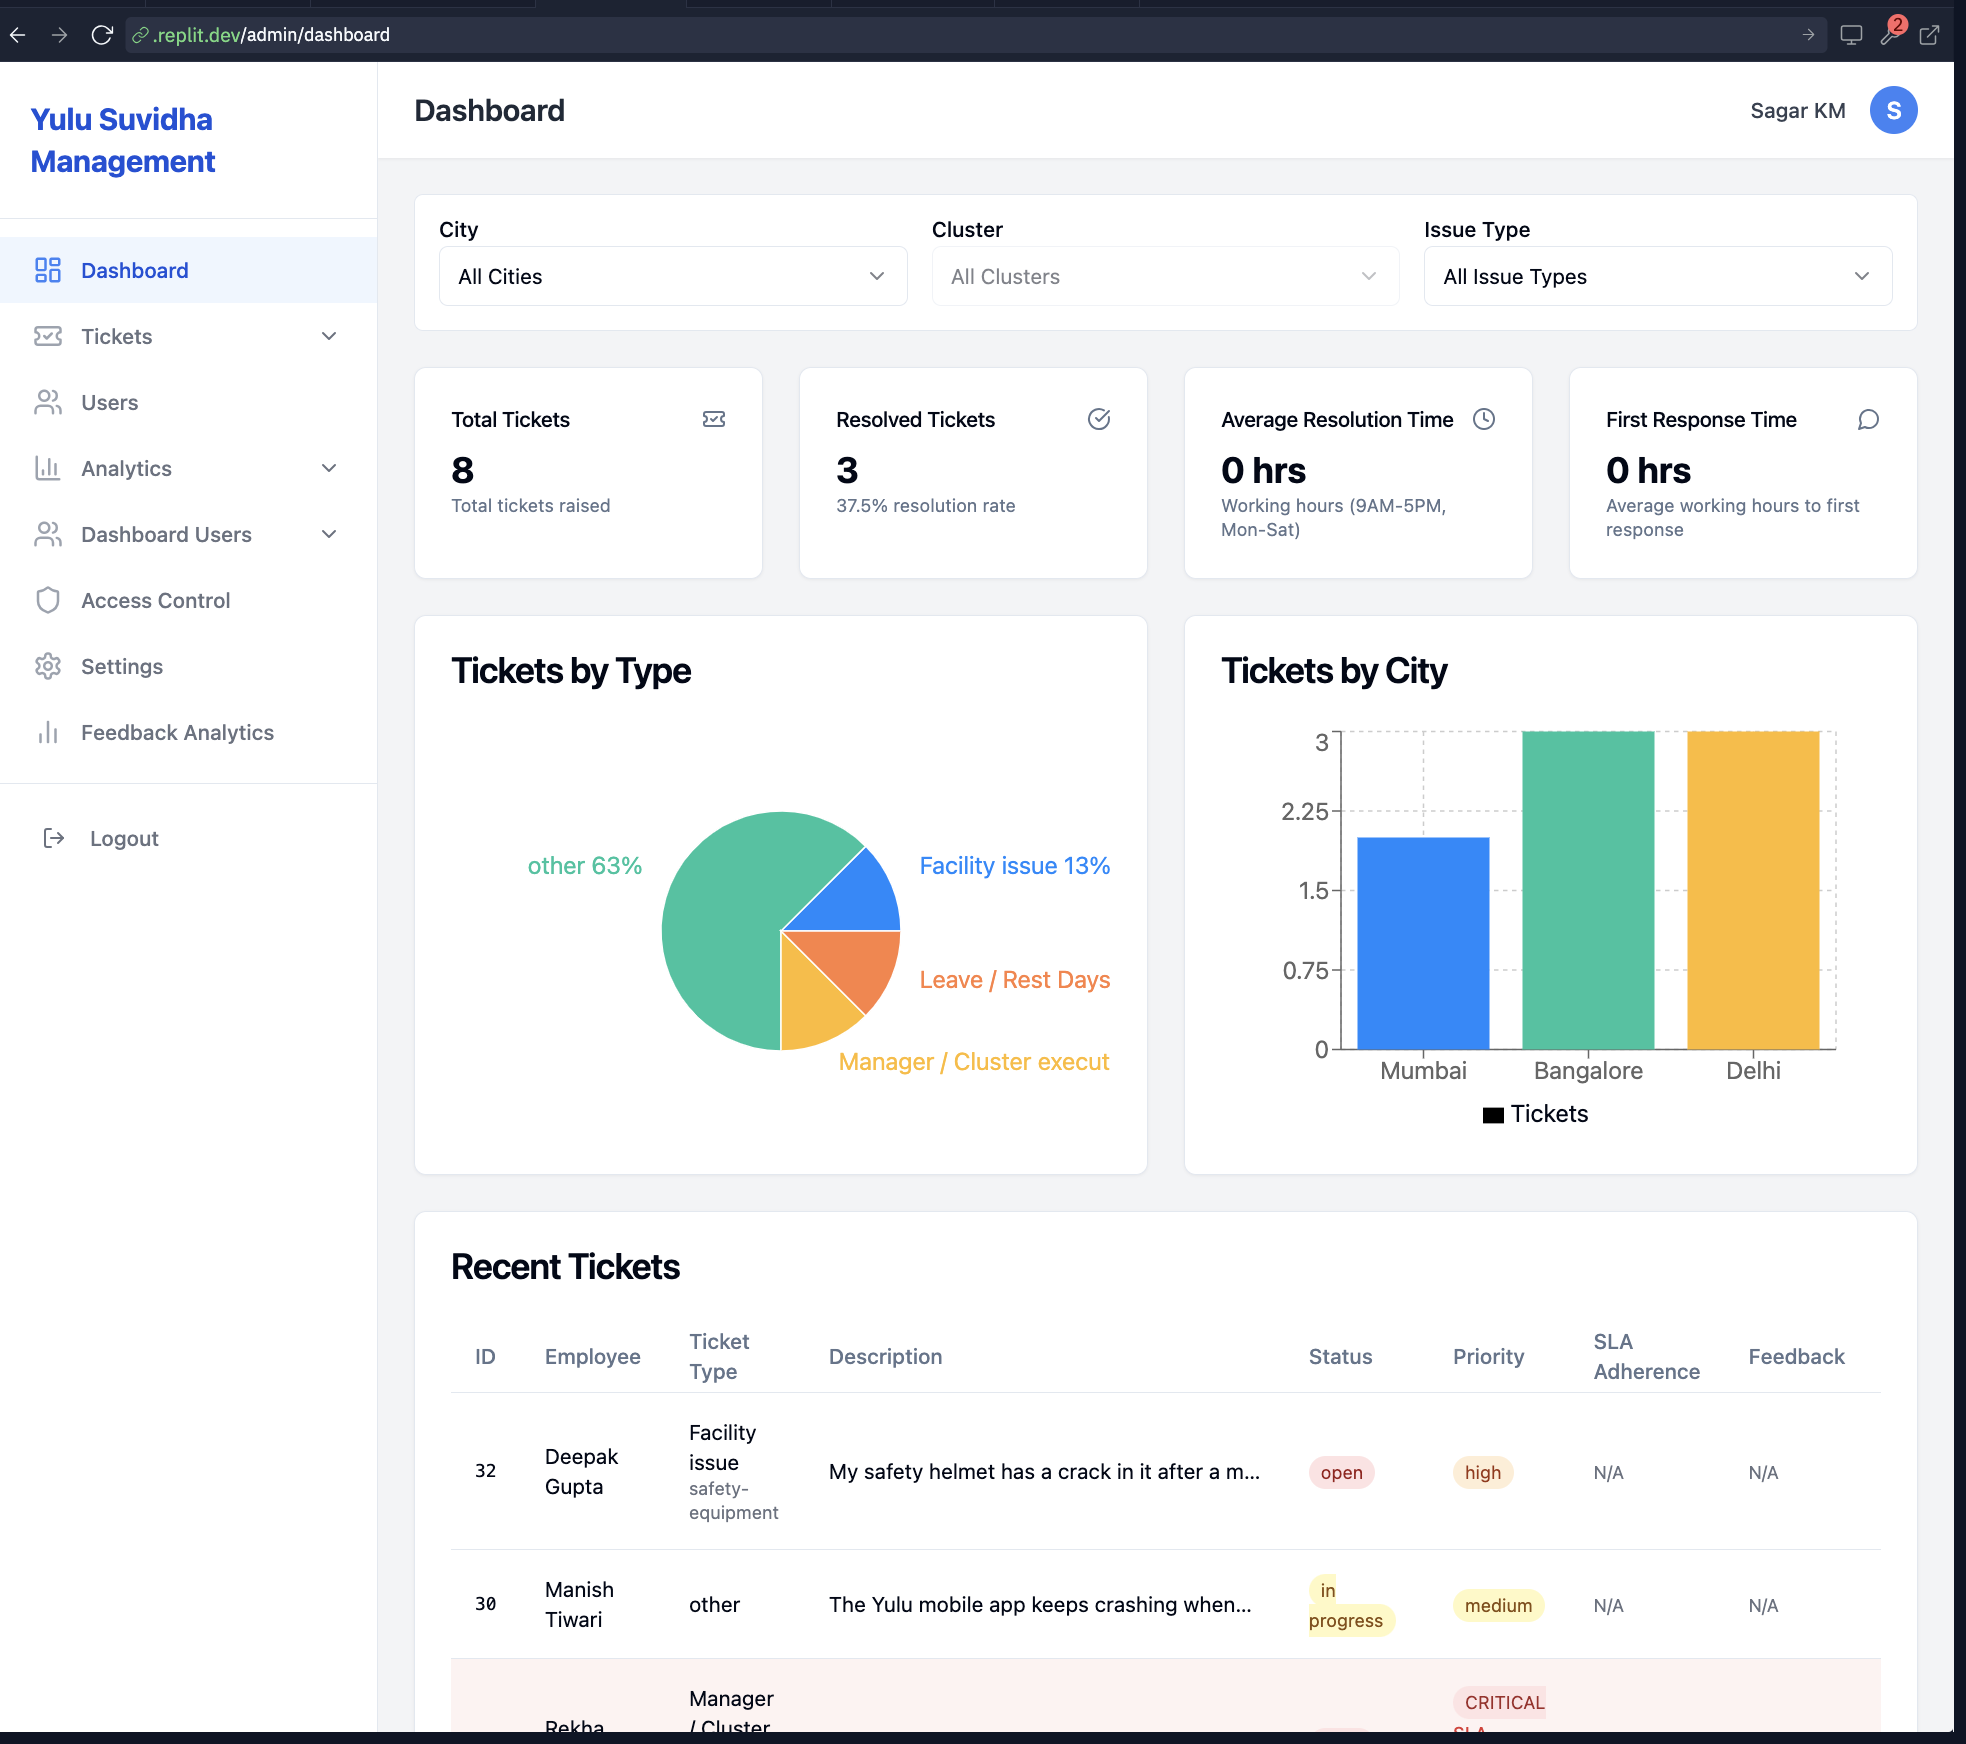 .replit.dev/admin/dashboard
2
Yulu Suvidha
Management
Dashboard
Tickets
Users
Analytics
Dashboard Users
Access Control
Settings
Feedback Analytics
Logout
Dashboard
Sagar KM
S
City
Cluster
Issue Type
All Cities
All Clusters
All Issue Types
Total Tickets
8
Total tickets raised
Resolved Tickets
3
37.5% resolution rate
Average Resolution Time
0 hrs
Working hours (9AM-5PM,
Mon-Sat)
First Response Time
0 hrs
Average working hours to first
response
Tickets by Type
other 63%
Facility issue 13%
Leave / Rest Days
Manager / Cluster execut
Tickets by City
3
2.25
1.5
0.75
0
Mumbai
Bangalore
Delhi
Tickets
Recent Tickets
ID
Employee
Ticket
Type
Description
Status
Priority
SLA
Adherence
Feedback
32
Deepak
Gupta
Facility
issue
safety-
equipment
My safety helmet has a crack in it after a m...
open
high
N/A
N/A
30
Manish
Tiwari
other
The Yulu mobile app keeps crashing when...
in
progress
medium
N/A
N/A
Rekha
Manager
/ Cluster
CRITICAL
SLA